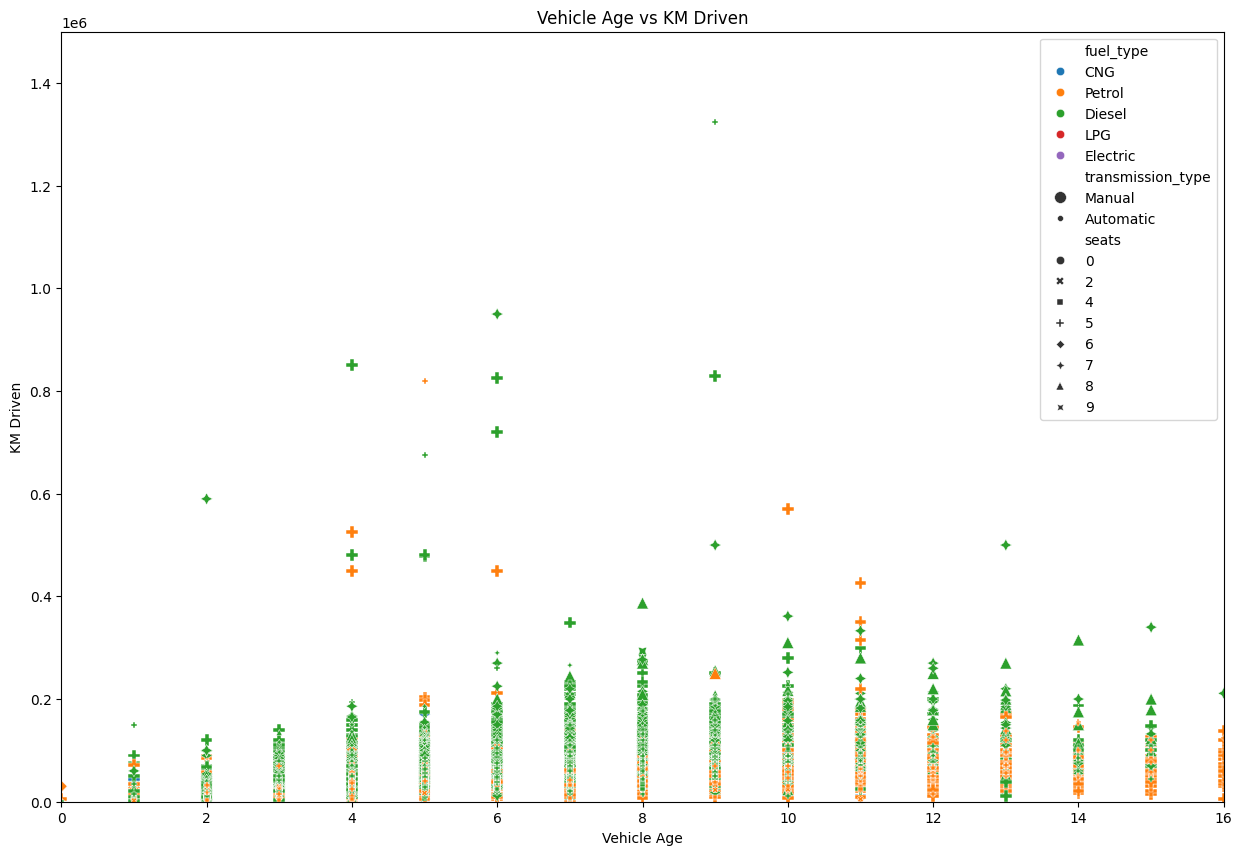 Vehicle Age vs KM Driven
1e6
1.4
1.2
1.0
0.8
0.6
0.4
0.2
0.0
KM Driven
0
2
4
6
8
10
12
14
16
Vehicle Age
fuel_type
CNG
Petrol
Diesel
LPG
Electric
transmission_type
Manual
Automatic
seats
0
2
4
5
6
7
8
9